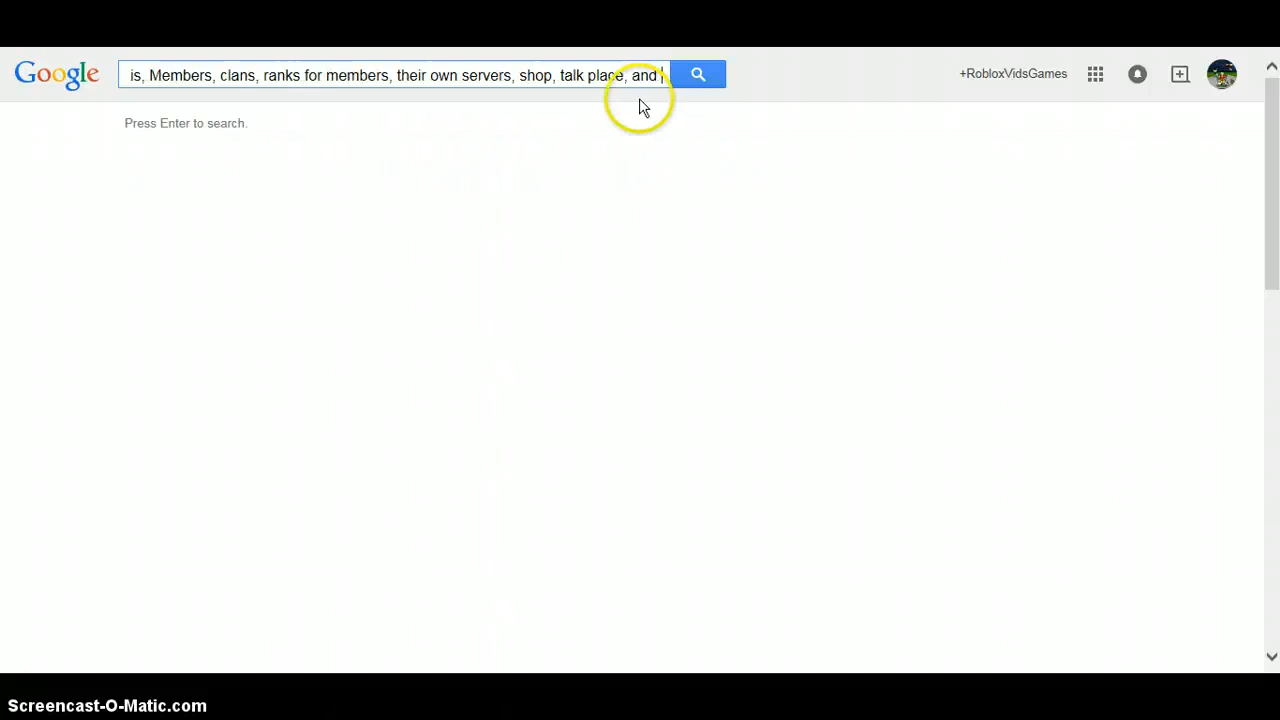 Google
is, Members, clans, ranks for members, their own servers, shop, talk place, and
+RobloxVidsGames
Press Enter to search.
Screencast-O-Matic.com